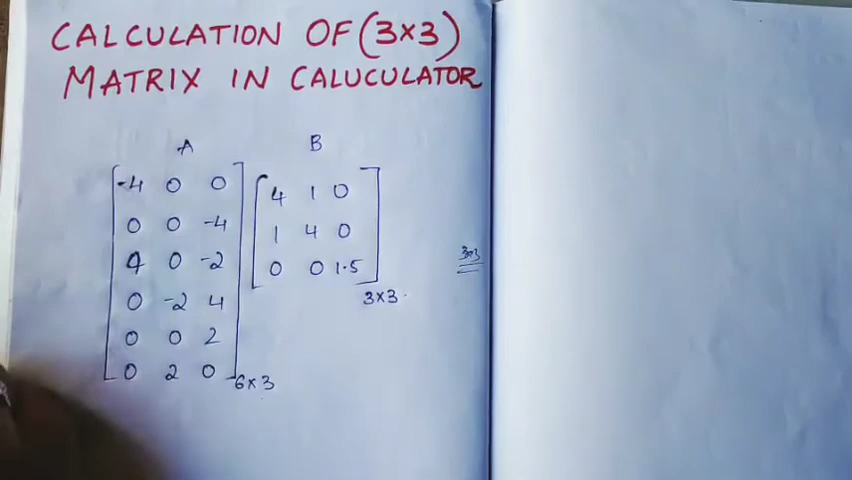 CALCULATION OF (3×3)
MATRIX IN CALUCULATOR
A B
-4 0 0
0 0 -4
4 0 -2
0 -2 4
0 0 2
0 2 0
6×3
4 1 0
1 4 0
0 0 1.5
3×3
3×3